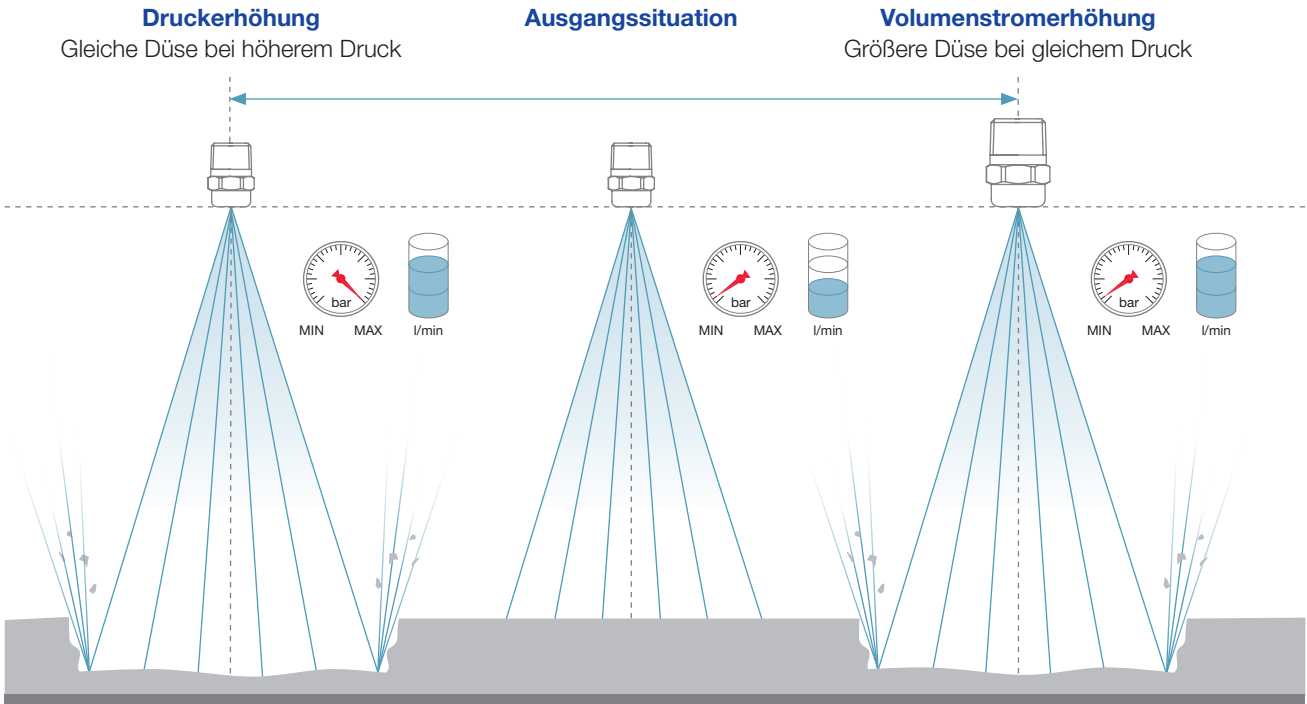 Druckerhöhung
Gleiche Düse bei höherem Druck
Ausgangssituation
Volumenstromerhöhung
Größere Düse bei gleichem Druck
bar
MIN MAX l/min
bar
MIN MAX l/min
bar
MIN MAX l/min